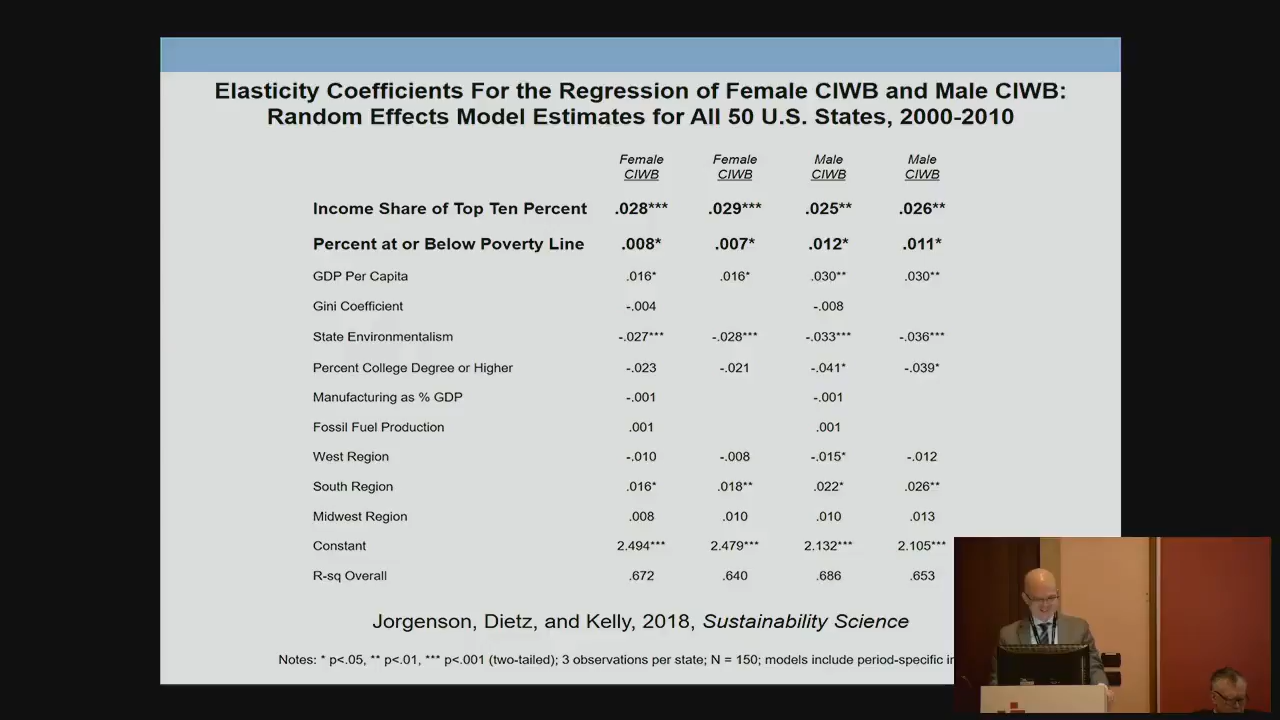 Elasticity Coefficients For the Regression of Female CIWB and Male CIWB:
Random Effects Model Estimates for All 50 U.S. States, 2000-2010
Female Female Male Male
CIWB CIWB CIWB CIWB
Income Share of Top Ten Percent .028*** .029*** .025** .026**
Percent at or Below Poverty Line .008* .007* .012* .011*
GDP Per Capita .016* .016* .030** .030**
Gini Coefficient -.004 -.008
State Environmentalism -.027*** -.028*** -.033*** -.036***
Percent College Degree or Higher -.023 -.021 -.041* -.039*
Manufacturing as % GDP -.001 -.001
Fossil Fuel Production .001 .001
West Region -.010 -.008 -.015* -.012
South Region .016* .018** .022* .026**
Midwest Region .008 .010 .010 .013
Constant 2.494*** 2.479*** 2.132*** 2.105***
R-sq Overall .672 .640 .686 .653
Jorgenson, Dietz, and Kelly, 2018, Sustainability Science
Notes: * p<.05, ** p<.01, *** p<.001 (two-tailed); 3 observations per state; N = 150; models include period-specific